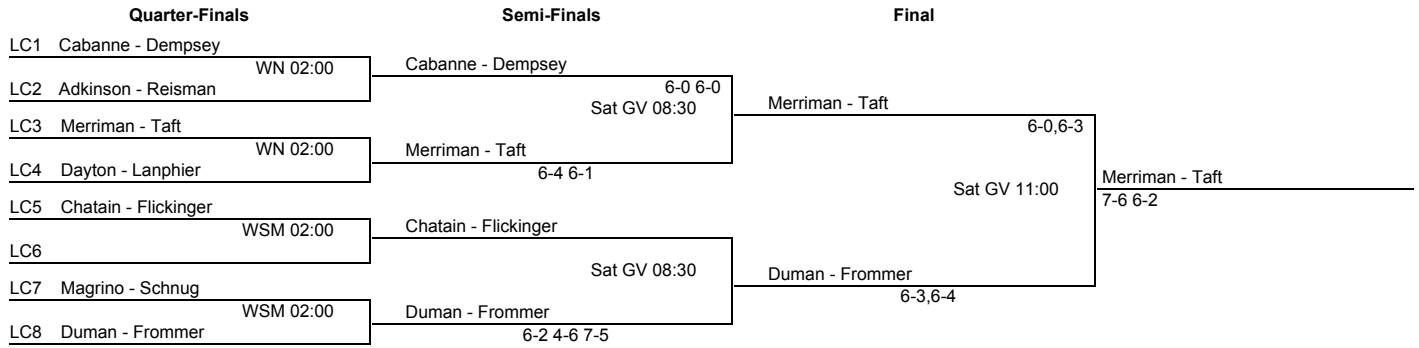 Quarter-Finals Semi-Finals Final
LC1 Cabanne - Dempsey
WN 02:00
Cabanne - Dempsey
LC2 Adkinson - Reisman
6-0 6-0
Sat GV 08:30
Merriman - Taft
LC3 Merriman - Taft
6-0,6-3
WN 02:00
Merriman - Taft
LC4 Dayton - Lanphier
6-4 6-1
Merriman - Taft
Sat GV 11:00
7-6 6-2
LC5 Chatain - Flickinger
WSM 02:00
Chatain - Flickinger
LC6
Sat GV 08:30
Duman - Frommer
LC7 Magrino - Schnug
6-3,6-4
WSM 02:00
Duman - Frommer
LC8 Duman - Frommer
6-2 4-6 7-5